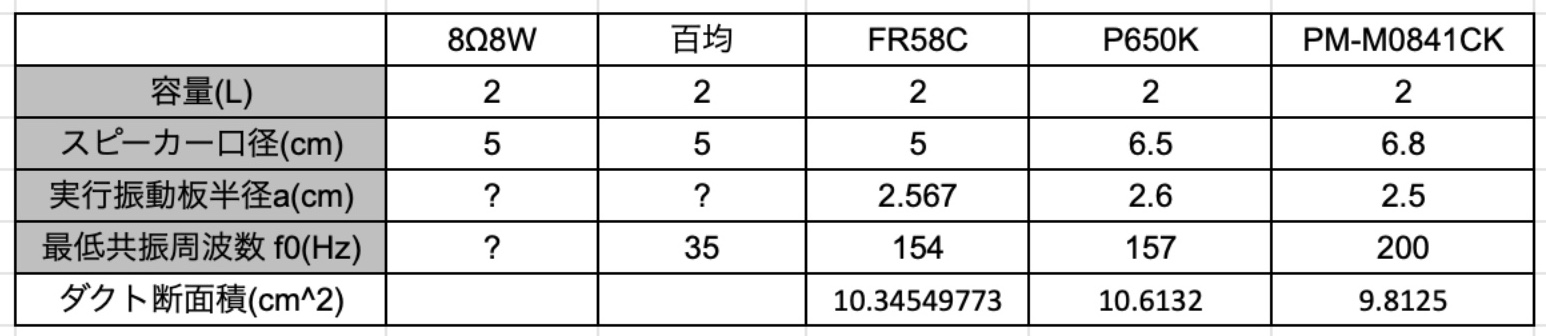 8Ω8W 百均 FR58C P650K PM-M0841CK
容量(L) 2 2 2 2 2
スピーカー口径(cm) 5 5 5 6.5 6.8
実行振動板半径a(cm) ? ? 2.567 2.6 2.5
最低共振周波数 f0(Hz) ? 35 154 157 200
ダクト断面積(cm^2) 10.34549773 10.6132 9.8125